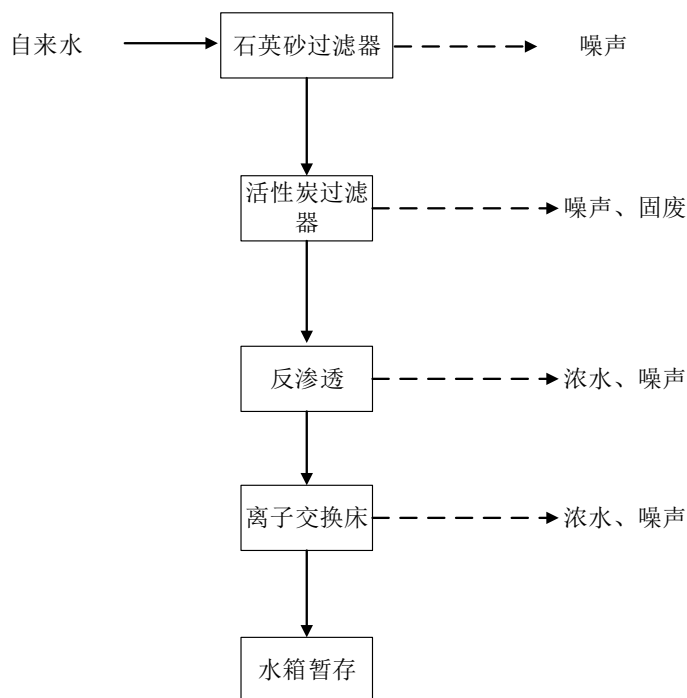 自来水
石英砂过滤器
噪声
活性炭过滤
器
噪声、固废
反渗透
浓水、噪声
离子交换床
浓水、噪声
水箱暂存